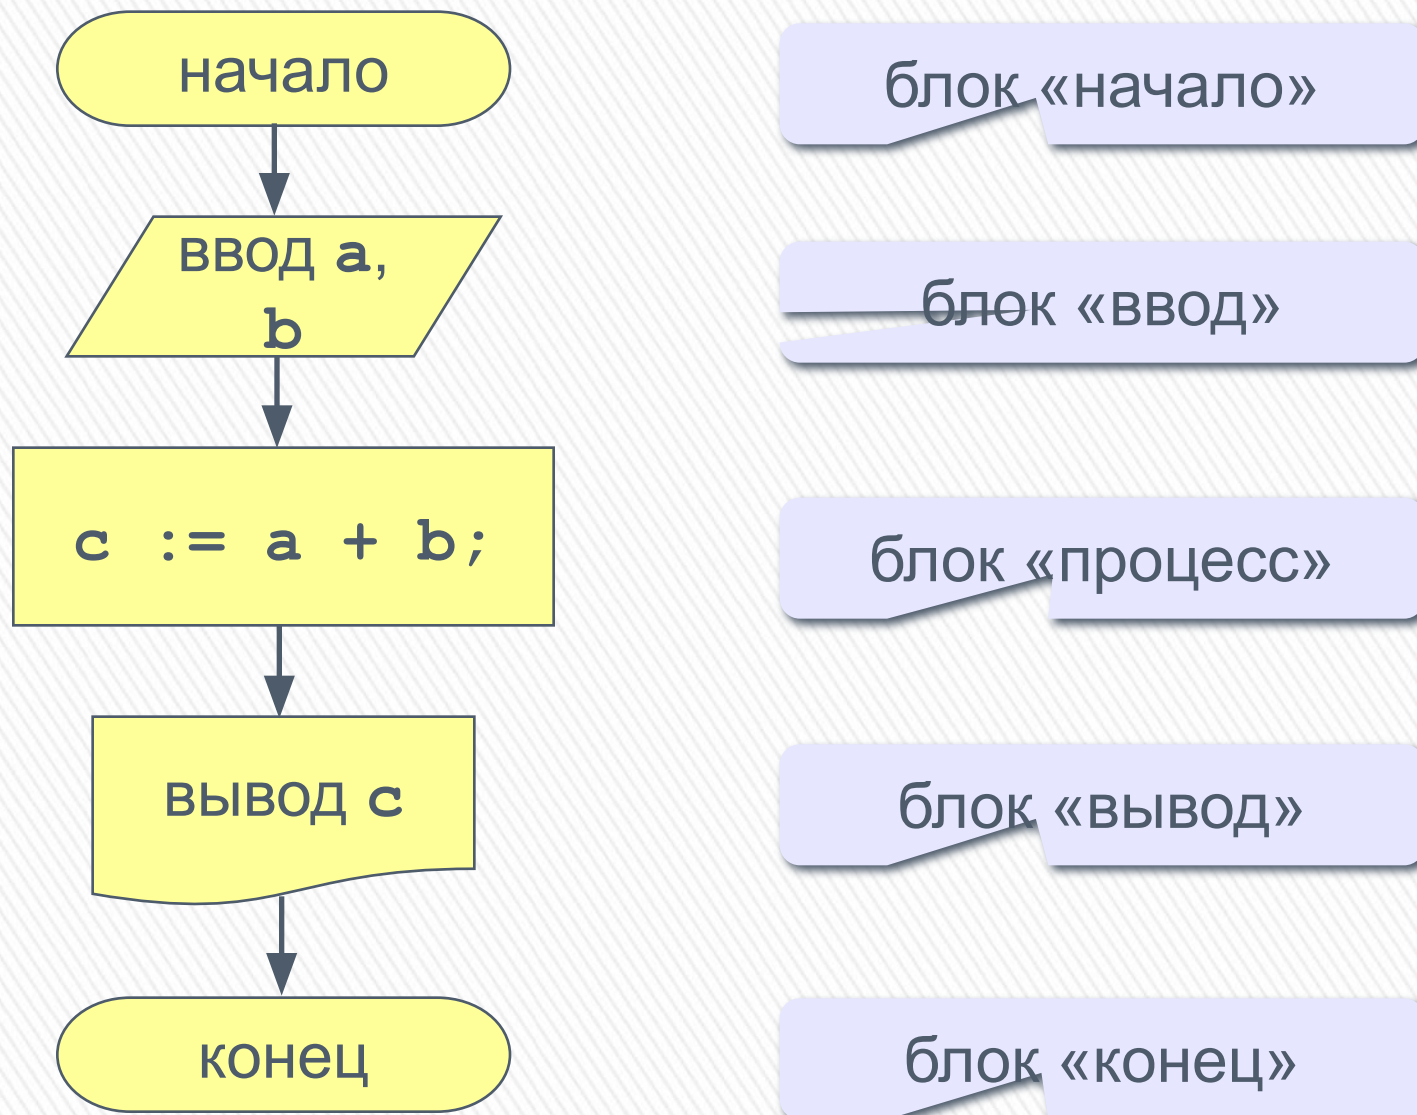 начало
блок «начало»
ввод a,
b
блок «ввод»
c := a + b;
блок «процесс»
вывод c
блок «вывод»
конец
блок «конец»